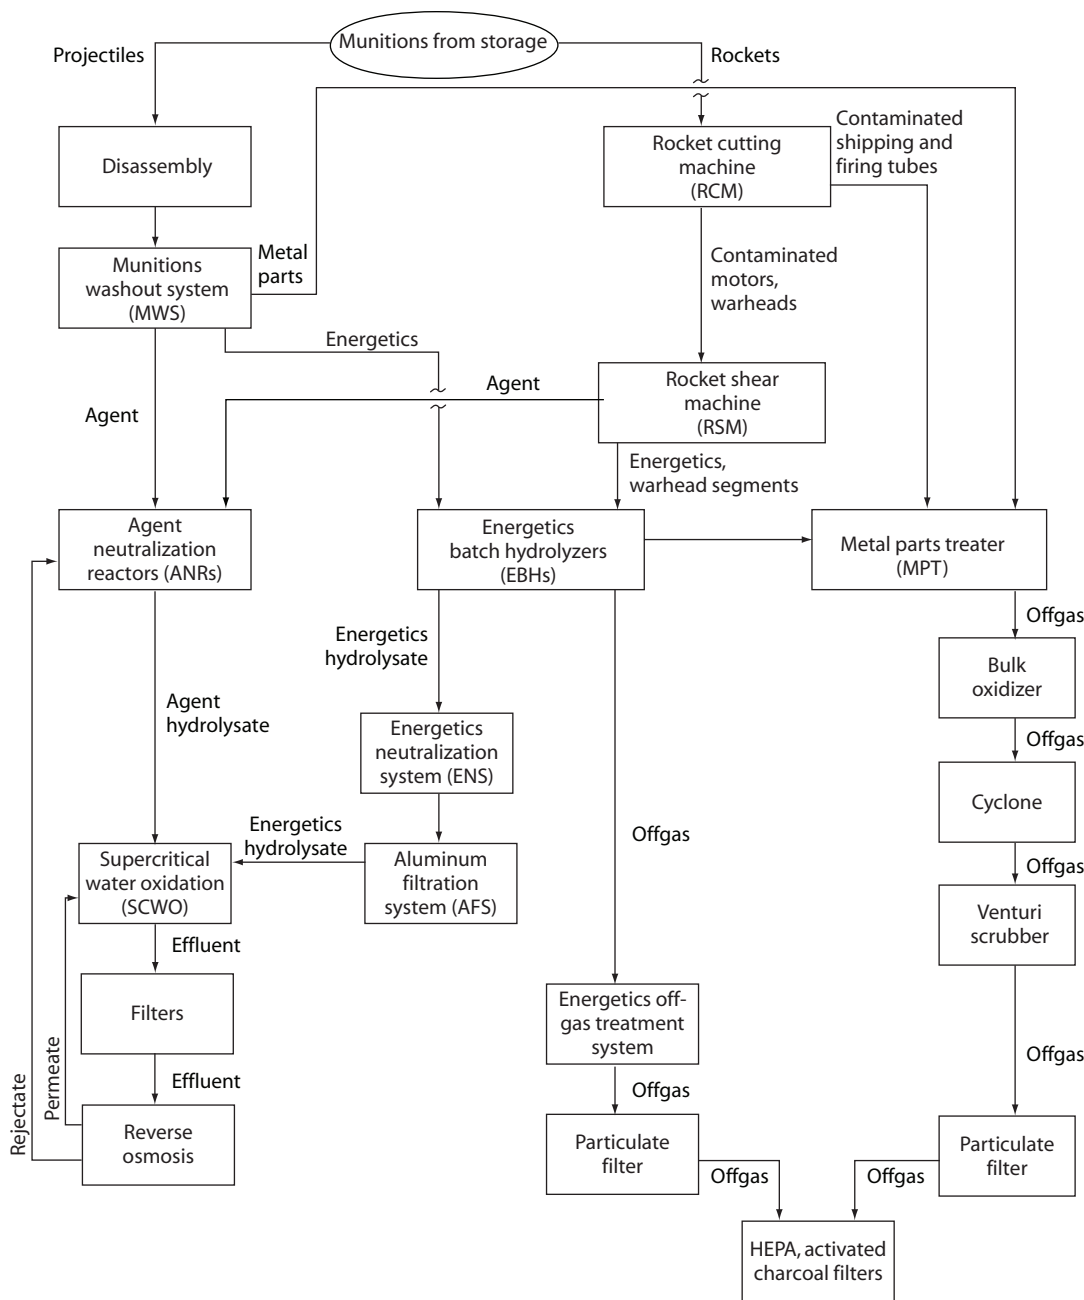 Munitions from storage
Projectiles
Rockets
Disassembly
Rocket cutting
machine
(RCM)
Contaminated
shipping and
firing tubes
Munitions
washout system
(MWS)
Metal
parts
Contaminated
motors,
warheads
Energetics
Agent
Agent
Rocket shear
machine
(RSM)
Energetics,
warhead segments
Agent
neutralization
reactors (ANRs)
Energetics
batch hydrolyzers
(EBHs)
Metal parts treater
(MPT)
Offgas
Energetics
hydrolysate
Bulk
oxidizer
Agent
hydrolysate
Energetics
neutralization
system (ENS)
Offgas
Cyclone
Energetics
hydrolysate
Offgas
Offgas
Supercritical
water oxidation
(SCWO)
Aluminum
filtration
system (AFS)
Venturi
scrubber
Effluent
Filters
Energetics off-
gas treatment
system
Offgas
Effluent
Offgas
Rejectate
Permeate
Reverse
osmosis
Particulate
filter
Particulate
filter
Offgas
Offgas
HEPA, activated
charcoal filters